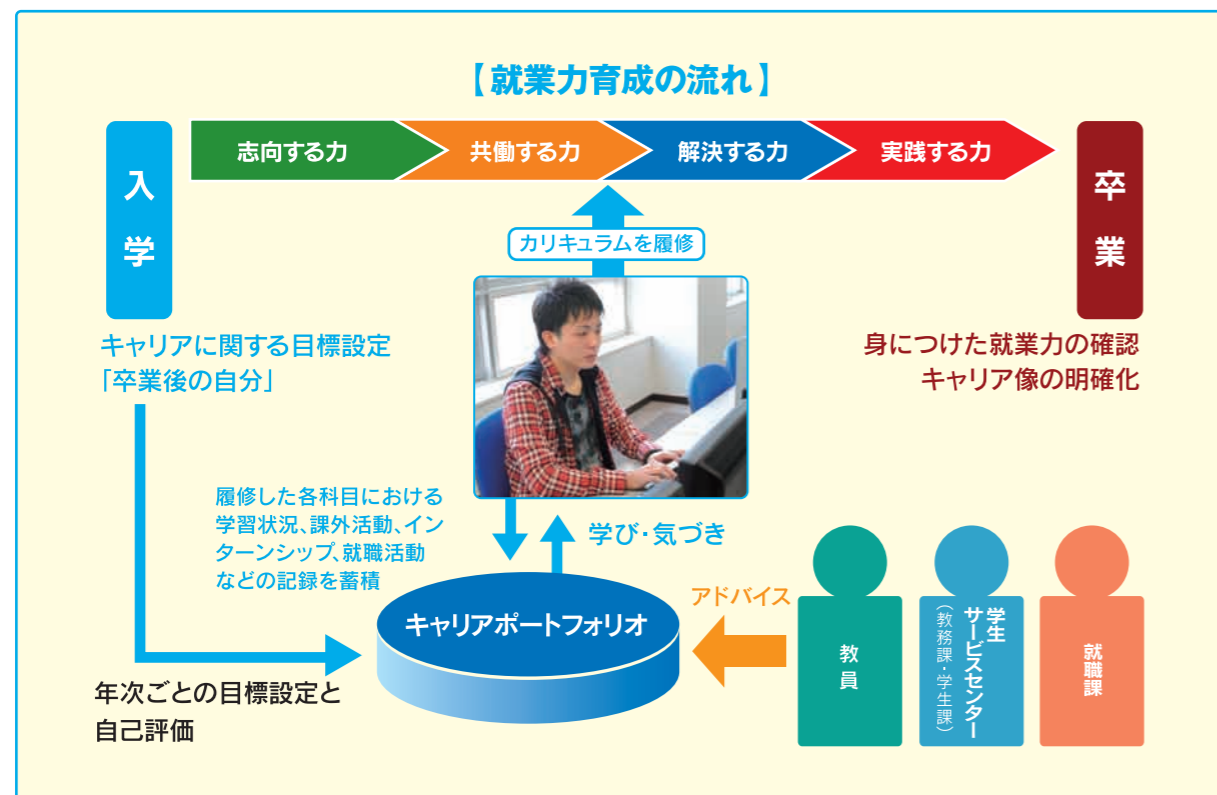 【就業力育成の流れ】
入学
志向する力
共働する力
解決する力
実践する力
卒業
カリキュラムを履修
キャリアに関する目標設定
「卒業後の自分」
身につけた就業力の確認
キャリア像の明確化
履修した各科目における
学習状況、課外活動、イン
ターンシップ、就職活動
などの記録を蓄積
学び・気づき
キャリアポートフォリオ
アドバイス
教員
学生
サービスセンター
（教務課・学生課）
就職課
年次ごとの目標設定と
自己評価